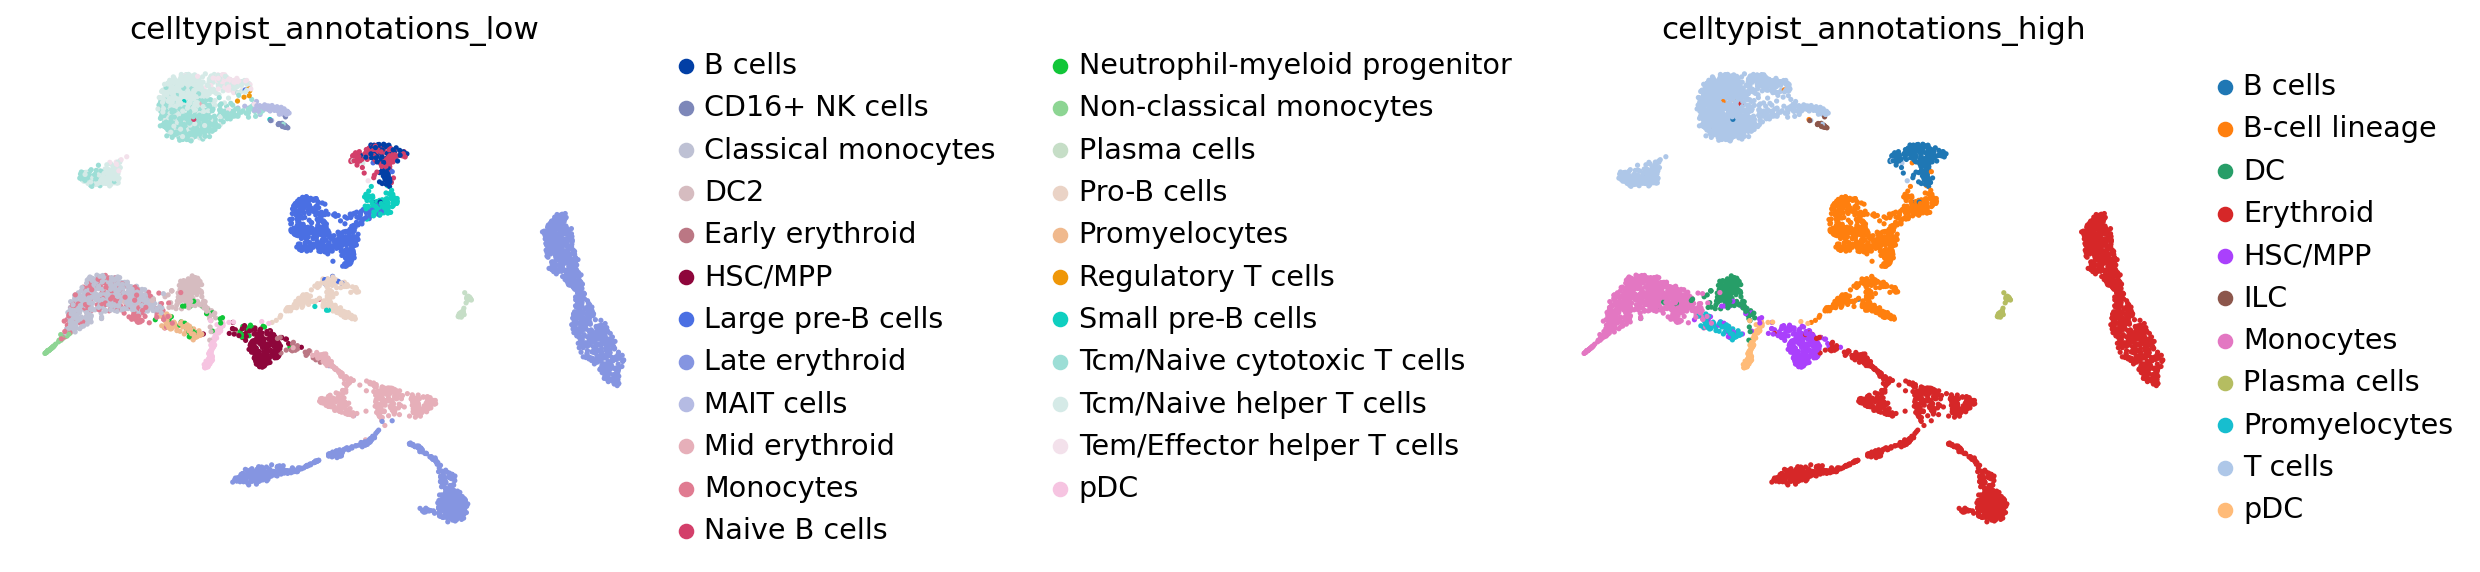 celltypist_annotations_low
B cells
CD16+ NK cells
Classical monocytes
DC2
Early erythroid
HSC/MPP
Large pre-B cells
Late erythroid
MAIT cells
Mid erythroid
Monocytes
Naive B cells
Neutrophil-myeloid progenitor
Non-classical monocytes
Plasma cells
Pro-B cells
Promyelocytes
Regulatory T cells
Small pre-B cells
Tcm/Naive cytotoxic T cells
Tcm/Naive helper T cells
Tem/Effector helper T cells
pDC
celltypist_annotations_high
B cells
B-cell lineage
DC
Erythroid
HSC/MPP
ILC
Monocytes
Plasma cells
Promyelocytes
T cells
pDC